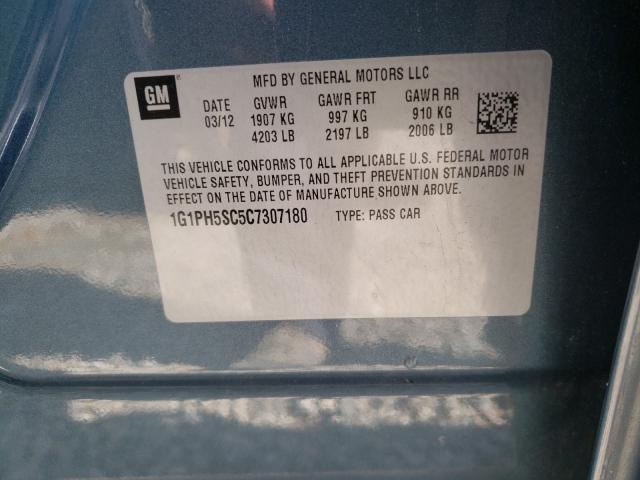 GM
MFD BY GENERAL MOTORS LLC
DATE GVWR GAWR FRT GAWR RR
03/12 1907 KG 997 KG 910 KG
4203 LB 2197 LB 2006 LB
THIS VEHICLE CONFORMS TO ALL APPLICABLE U.S. FEDERAL MOTOR
VEHICLE SAFETY, BUMPER, AND THEFT PREVENTION STANDARDS IN
EFFECT ON THE DATE OF MANUFACTURE SHOWN ABOVE.
1G1PH5SC5C7307180 TYPE: PASS CAR